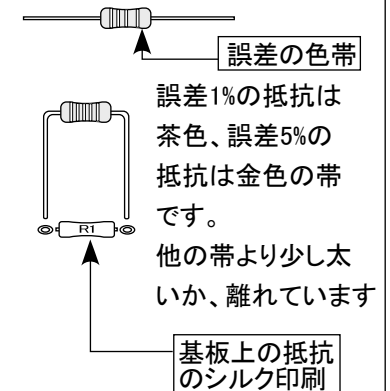 誤差の色帯
誤差1%の抵抗は
茶色、誤差5%の
抵抗は金色の帯
です。
他の帯より少し太
いか、離れています
R1
基板上の抵抗
のシルク印刷